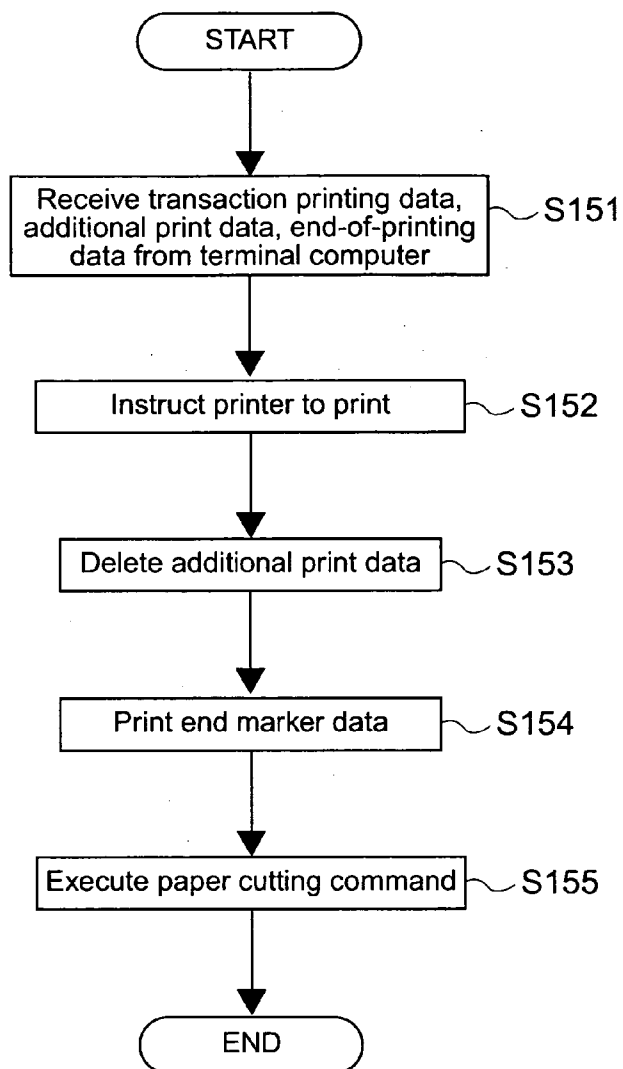 START
Receive transaction printing data,
additional print data, end-of-printing
data from terminal computer
S151
Instruct printer to print
S152
Delete additional print data
S153
Print end marker data
S154
Execute paper cutting command
S155
END